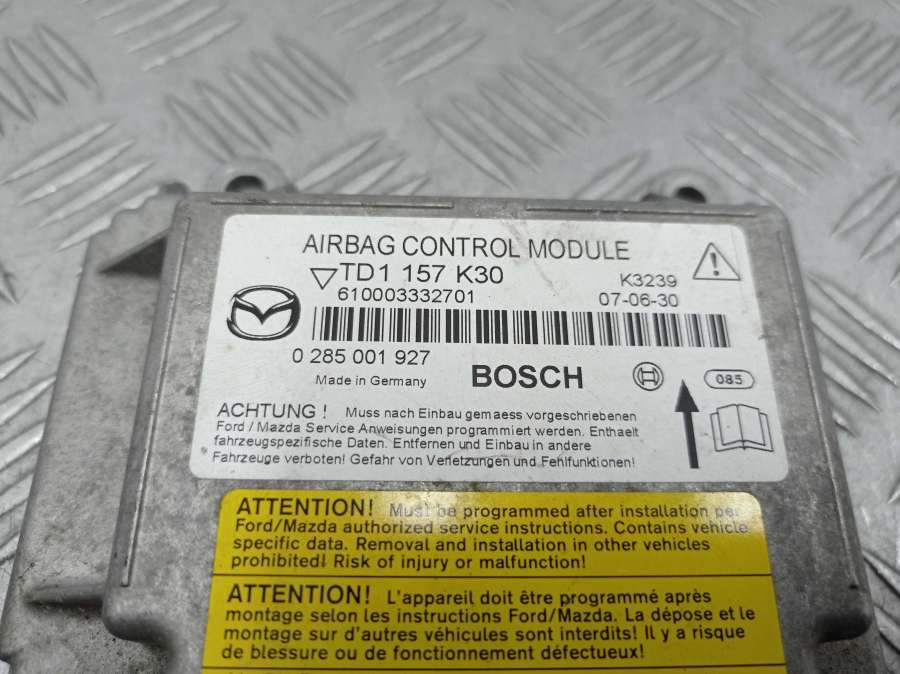 AIRBAG CONTROL MODULE
▽TD1 157 K30
K3239
610003332701
07-06-30
0 285 001 927
Made in Germany
BOSCH
085
ACHTUNG! Muss nach Einbau gemaess vorgeschriebenen
Ford / Mazda Service Anweisungen programmiert werden. Enthaelt
fahrzeugspezifische Daten. Entfernen und Einbau in andere
Fahrzeuge verboten! Gefahr von Verletzungen und Fehlfunktionen!
ATTENTION! Must be programmed after installation per
Ford/Mazda authorized service instructions. Contains vehicle
specific data. Removal and installation in other vehicles
prohibited! Risk of injury or malfunction!
ATTENTION! L'appareil doit être programmé après
montage selon les instructions Ford/Mazda. La dépose et le
montage sur d'autres véhicules sont interdits! Il y a risque
de blessure ou de fonctionnement défectueux!